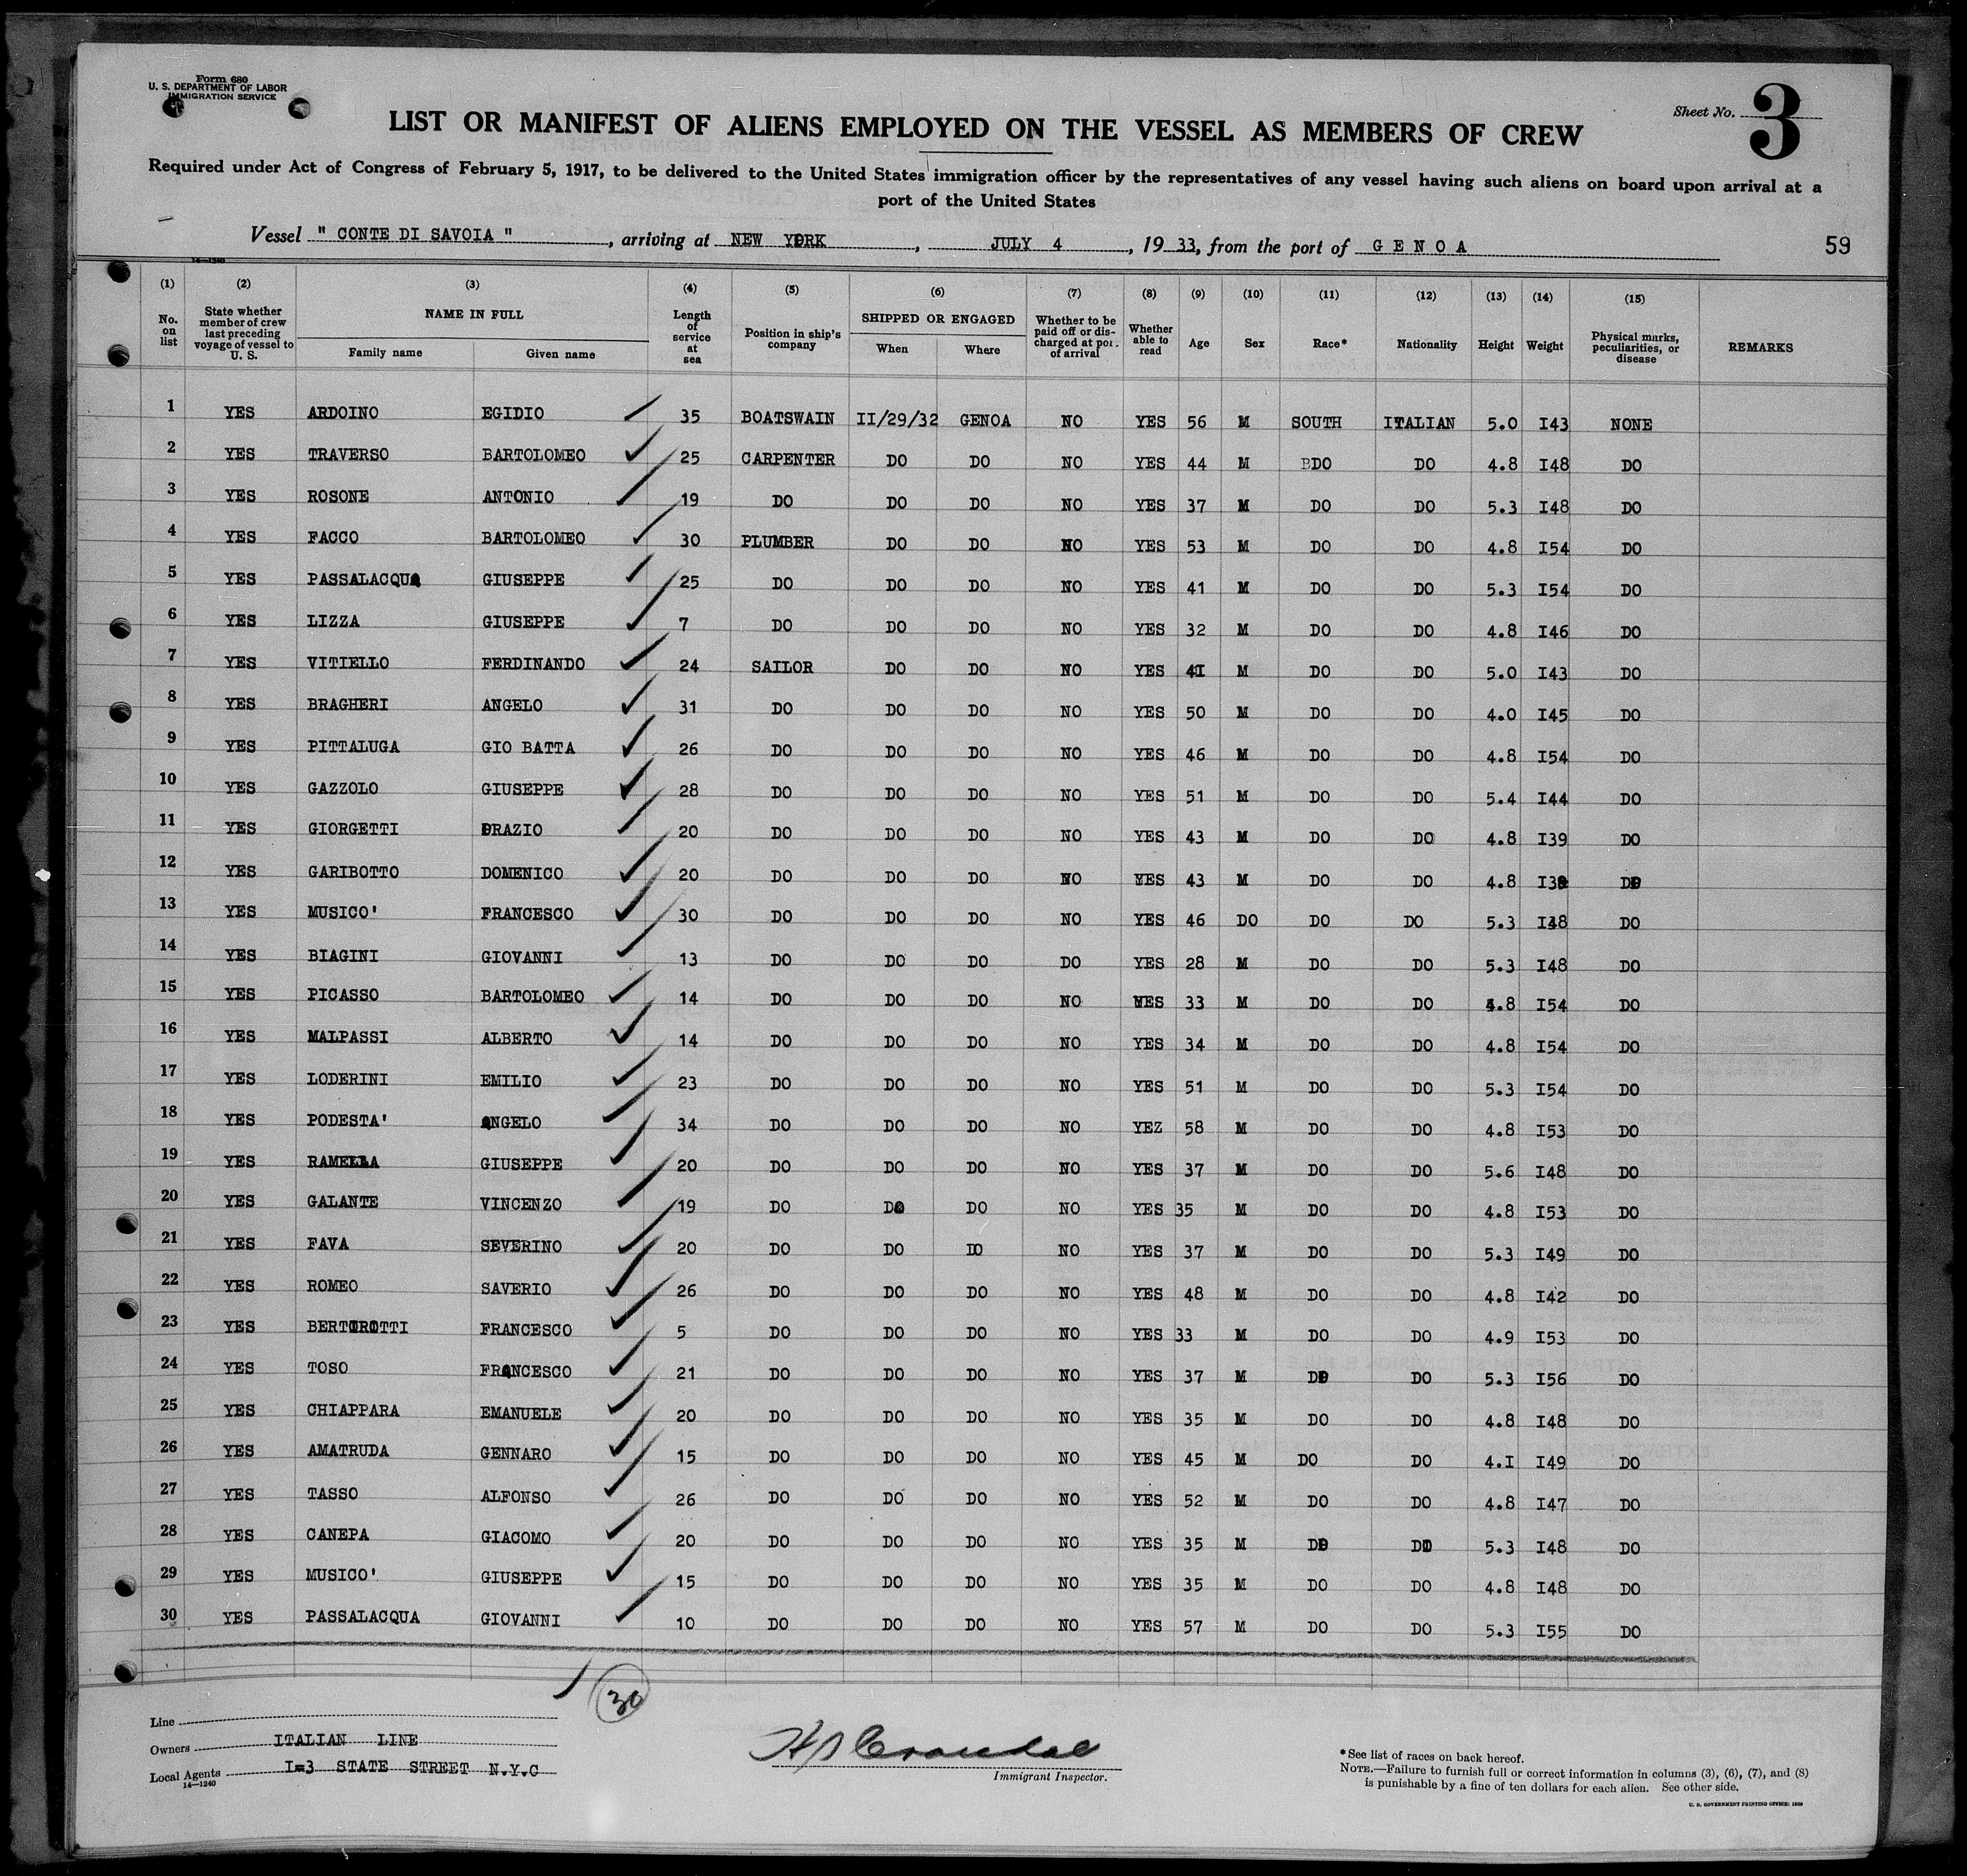 Form 680
U. S. DEPARTMENT OF LABOR
IMMIGRATION SERVICE
Sheet No. 3
LIST OR MANIFEST OF ALIENS EMPLOYED ON THE VESSEL AS MEMBERS OF CREW
Required under Act of Congress of February 5, 1917, to be delivered to the United States immigration officer by the representatives of any vessel having such aliens on board upon arrival at a
port of the United States
Vessel " CONTE DI SAVOIA " , arriving at NEW YORK , JULY 4 , 19 33, from the port of G E N O A 59
14—1240
(1) (2) (3) (4) (5) (6) (7) (8) (9) (10) (11) (12) (13) (14) (15)
No. on list State whether member of crew last preceding voyage of vessel to U. S. NAME IN FULL Family name Given name Length of service at sea Position in ship's company SHIPPED OR ENGAGED When Where Whether to be paid off or discharged at port of arrival Whether able to read Age Sex Race* Nationality Height Weight Physical marks, peculiarities, or disease REMARKS
1 YES ARDOINO EGIDIO 35 BOATSWAIN II/29/32 GENOA NO YES 56 M SOUTH ITALIAN 5.0 I43 NONE
2 YES TRAVERSO BARTOLOMEO 25 CARPENTER DO DO NO YES 44 M DO DO 4.8 I48 DO
3 YES ROSONE ANTONIO 19 DO DO DO NO YES 37 M DO DO 5.3 I48 DO
4 YES FACCO BARTOLOMEO 30 PLUMBER DO DO NO YES 53 M DO DO 4.8 I54 DO
5 YES PASSALACQUA GIUSEPPE 25 DO DO DO NO YES 41 M DO DO 5.3 I54 DO
6 YES LIZZA GIUSEPPE 7 DO DO DO NO YES 32 M DO DO 4.8 I46 DO
7 YES VITIELLO FERDINANDO 24 SAILOR DO DO NO YES 4I M DO DO 5.0 I43 DO
8 YES BRAGHERI ANGELO 31 DO DO DO NO YES 50 M DO DO 4.0 I45 DO
9 YES PITTALUGA GIO BATTA 26 DO DO DO NO YES 46 M DO DO 4.8 I54 DO
10 YES GAZZOLO GIUSEPPE 28 DO DO DO NO YES 51 M DO DO 5.4 I44 DO
11 YES GIORGETTI ORAZIO 20 DO DO DO NO YES 43 M DO DO 4.8 I39 DO
12 YES GARIBOTTO DOMENICO 20 DO DO DO NO YES 43 M DO DO 4.8 DO
13 YES MUSICO' FRANCESCO 30 DO DO DO NO YES 46 DO DO DO 5.3 I48 DO
14 YES BIAGINI GIOVANNI 13 DO DO DO DO YES 28 M DO DO 5.3 I48 DO
15 YES PICASSO BARTOLOMEO 14 DO DO DO NO YES 33 M DO DO 4.8 I54 DO
16 YES MALPASSI ALBERTO 14 DO DO DO NO YES 34 M DO DO 4.8 I54 DO
17 YES LODERINI EMILIO 23 DO DO DO NO YES 51 M DO DO 5.3 I54 DO
18 YES PODESTA' ANGELO 34 DO DO DO NO YEZ 58 M DO DO 4.8 I53 DO
19 YES RAMELLA GIUSEPPE 20 DO DO DO NO YES 37 M DO DO 5.6 I48 DO
20 YES GALANTE VINCENZO 19 DO DO DO NO YES 35 M DO DO 4.8 I53 DO
21 YES FAVA SEVERINO 20 DO DO DO NO YES 37 M DO DO 5.3 I49 DO
22 YES ROMEO SAVERIO 26 DO DO DO NO YES 48 M DO DO 4.8 I42 DO
23 YES FRANCESCO 5 DO DO DO NO YES 33 M DO DO 4.9 I53 DO
24 YES TOSO FRANCESCO 21 DO DO DO NO YES 37 M DO DO 5.3 I56 DO
25 YES CHIAPPARA EMANUELE 20 DO DO DO NO YES 35 M DO DO 4.8 I48 DO
26 YES AMATRUDA GENNARO 15 DO DO DO NO YES 45 M DO DO 4.I I49 DO
27 YES TASSO ALFONSO 26 DO DO DO NO YES 52 M DO DO 4.8 I47 DO
28 YES CANEPA GIACOMO 20 DO DO DO NO YES 35 M DO DO 5.3 I48 DO
29 YES MUSICO' GIUSEPPE 15 DO DO DO NO YES 35 M DO DO 4.8 I48 DO
30 YES PASSALACQUA GIOVANNI 10 DO DO DO NO YES 57 M DO DO 5.3 I55 DO
30
Line
Owners ITALIAN LINE
Local Agents I=3 STATE STREET N.Y.C
14—1240
Immigrant Inspector.
*See list of races on back hereof.
NOTE.—Failure to furnish full or correct information in columns (3), (6), (7), and (8)
is punishable by a fine of ten dollars for each alien. See other side.